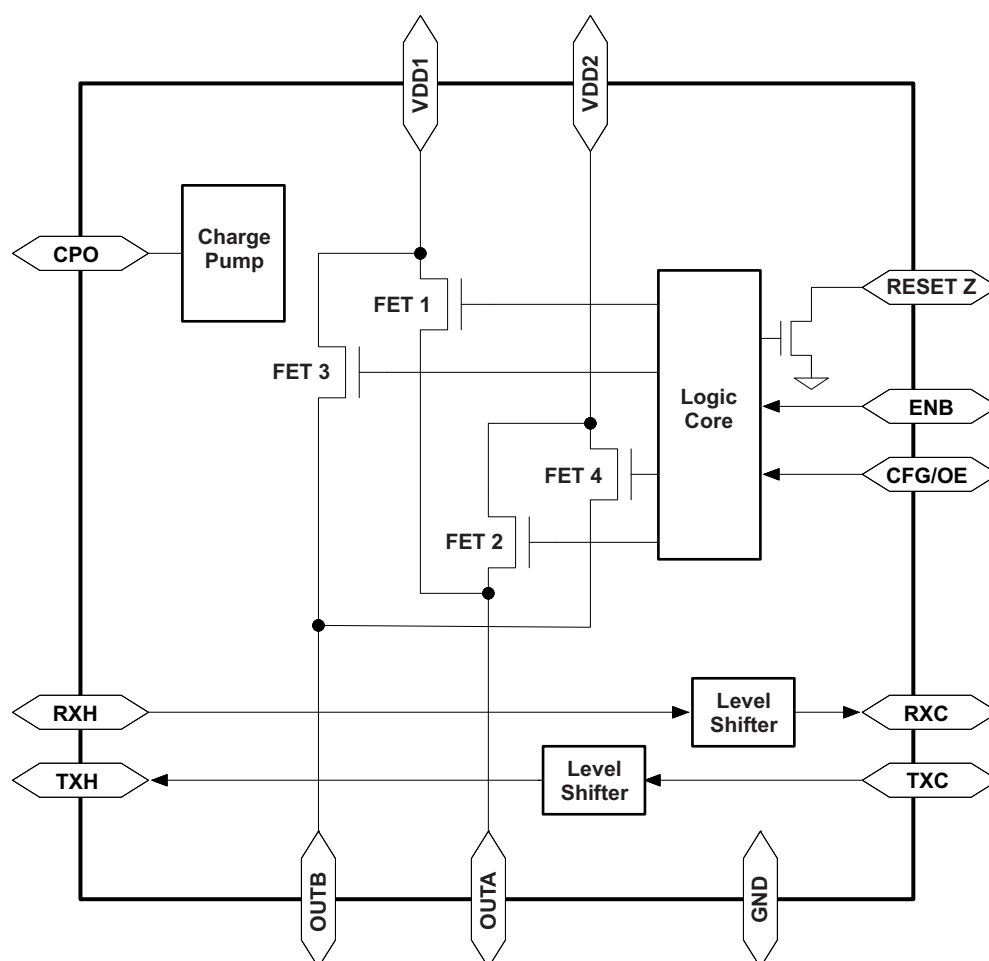 VDD1
VDD2
Charge
Pump
CPO
FET 1
RESET Z
FET 3
Logic
Core
ENB
FET 4
CFG/OE
FET 2
Level
Shifter
RXH
RXC
Level
Shifter
TXH
TXC
OUTB
OUTA
GND